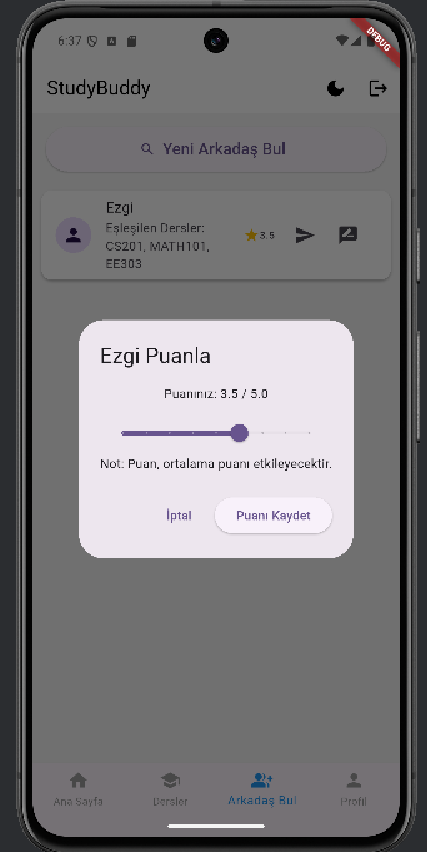 6:37
DEBUG
StudyBuddy
Yeni Arkadaş Bul
Ezgi
Eşleşilen Dersler:
CS201, MATH101,
EE303
3.5
Ezgi Puanla
Puanınız: 3.5 / 5.0
Not: Puan, ortalama puanı etkileyecektir.
İptal
Puanı Kaydet
Ana Sayfa
Dersler
Arkadaş Bul
Profil